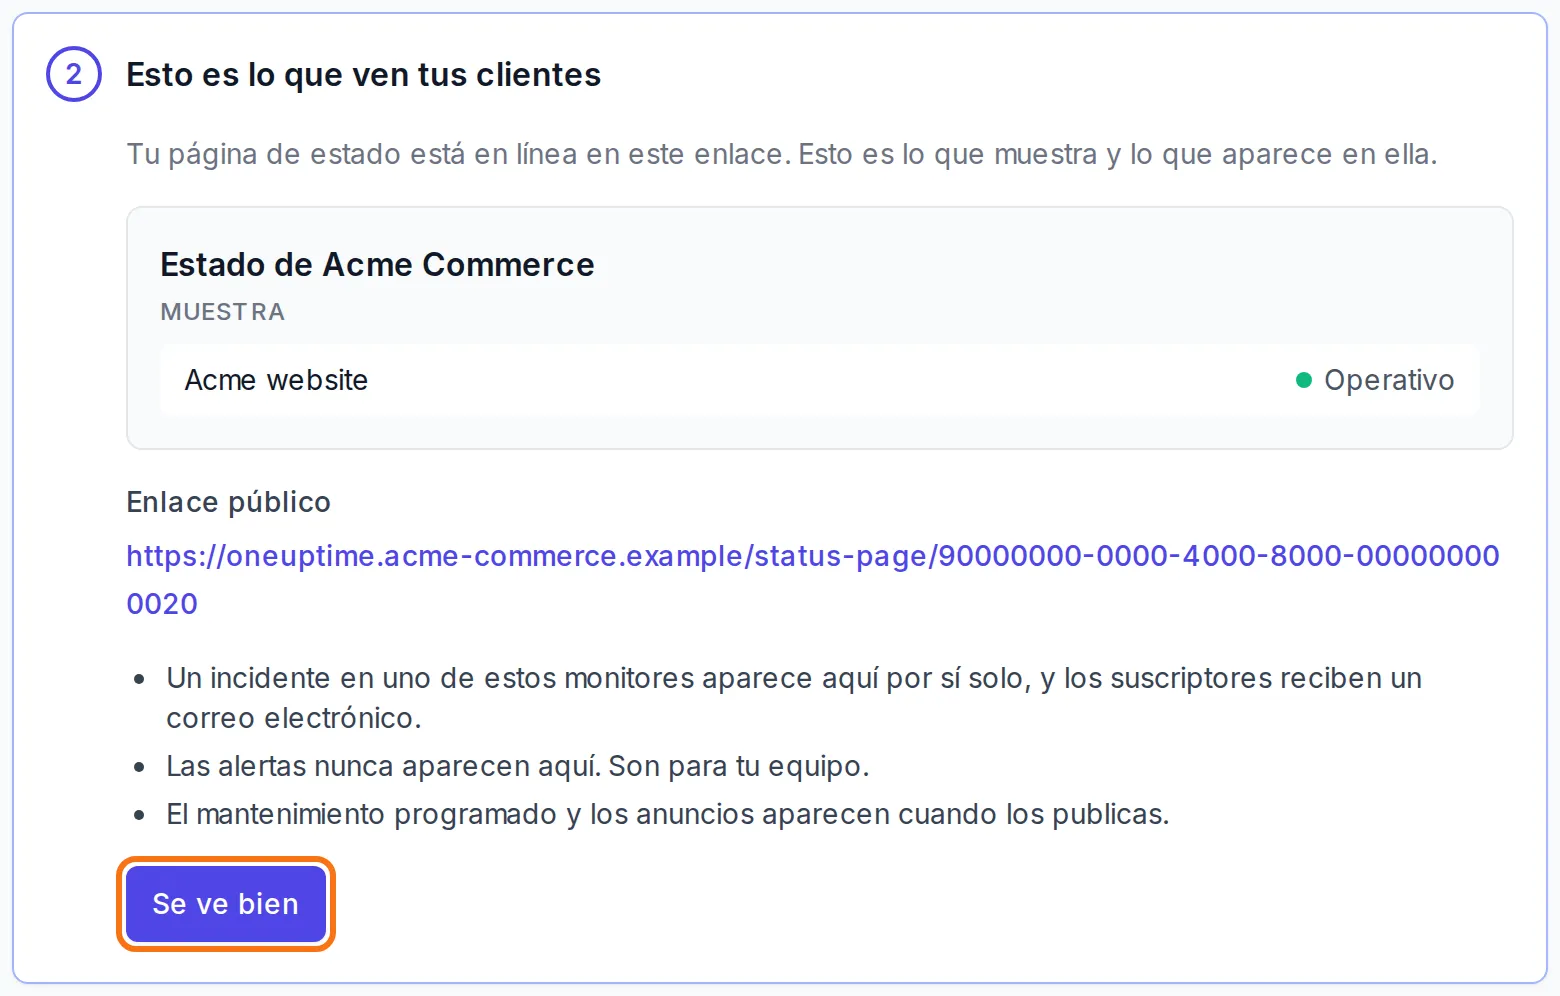 2
Esto es lo que ven tus clientes
Tu página de estado está en línea en este enlace. Esto es lo que muestra y lo que aparece en ella.
Estado de Acme Commerce
MUESTRA
Acme website
Operativo
Enlace público
https://oneuptime.acme-commerce.example/status-page/90000000-0000-4000-8000-00000000
0020
• Un incidente en uno de estos monitores aparece aquí por sí solo, y los suscriptores reciben un
correo electrónico.
• Las alertas nunca aparecen aquí. Son para tu equipo.
• El mantenimiento programado y los anuncios aparecen cuando los publicas.
Se ve bien